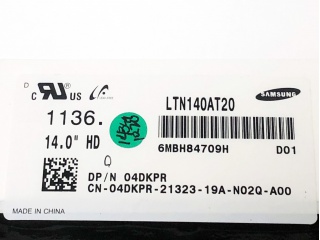 D
C RU US
LTN140AT20
SAMSUNG
1136.
14.0" HD
6MBH84709H
D01
DP/N 04DKPR
CN-04DKPR-21323-19A-N02Q-A00
MADE IN CHINA